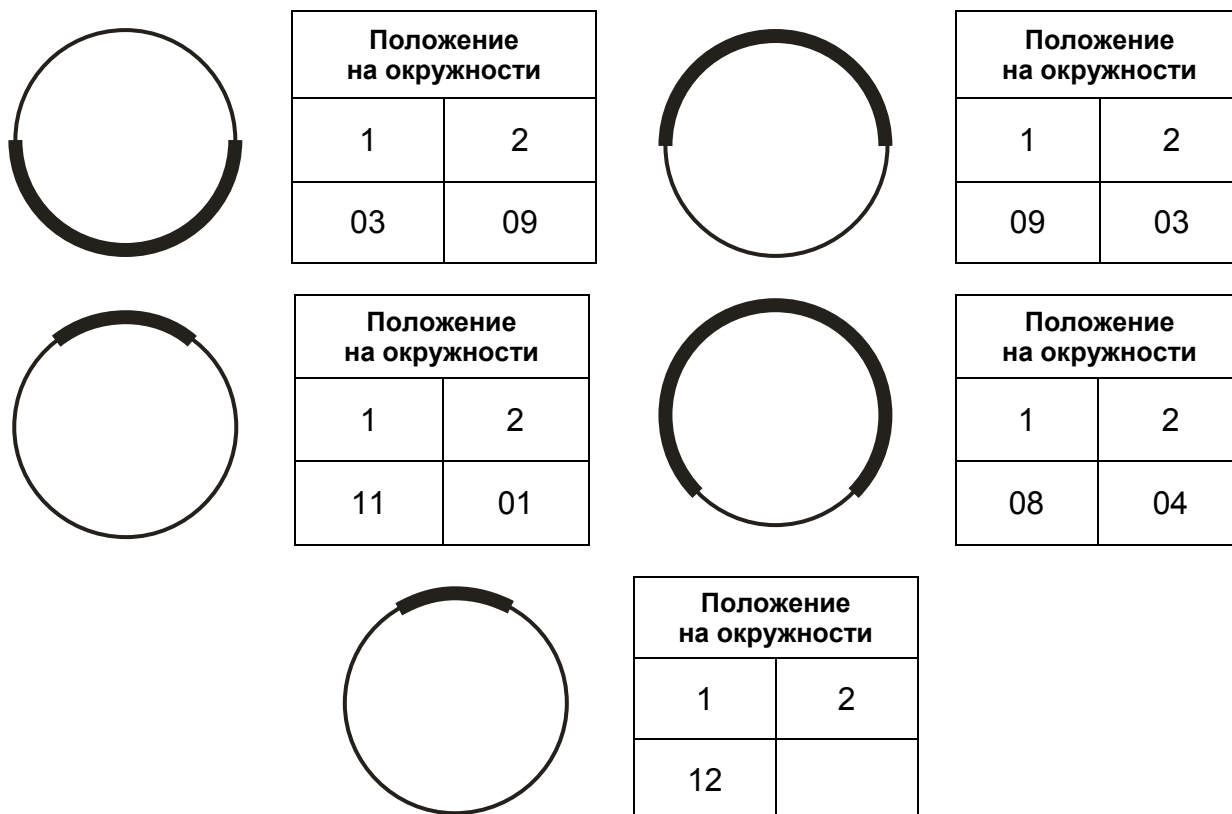 Положение
на окружности
1 2
03 09
Положение
на окружности
1 2
09 03
Положение
на окружности
1 2
11 01
Положение
на окружности
1 2
08 04
Положение
на окружности
1 2
12